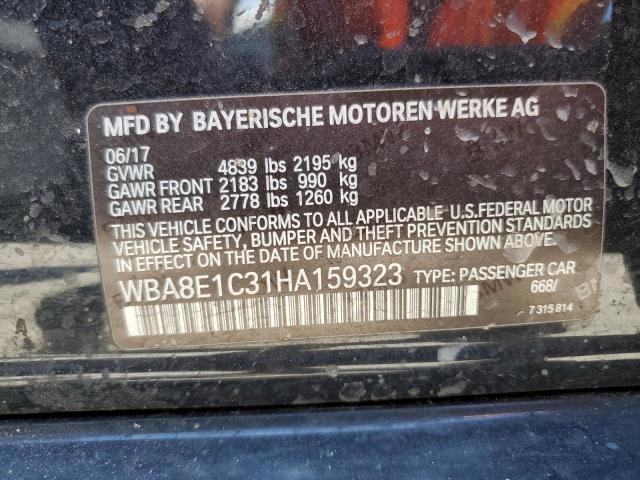 MFD BY BAYERISCHE MOTOREN WERKE AG
06/17
GVWR 4839 lbs 2195 kg
GAWR FRONT 2183 lbs 990 kg
GAWR REAR 2778 lbs 1260 kg
THIS VEHICLE CONFORMS TO ALL APPLICABLE U.S.FEDERAL MOTOR
VEHICLE SAFETY, BUMPER AND THEFT PREVENTION STANDARDS
IN EFFECT ON THE DATE OF MANUFACTURE SHOWN ABOVE.
WBA8E1C31HA159323 TYPE: PASSENGER CAR
668/
7 315 814